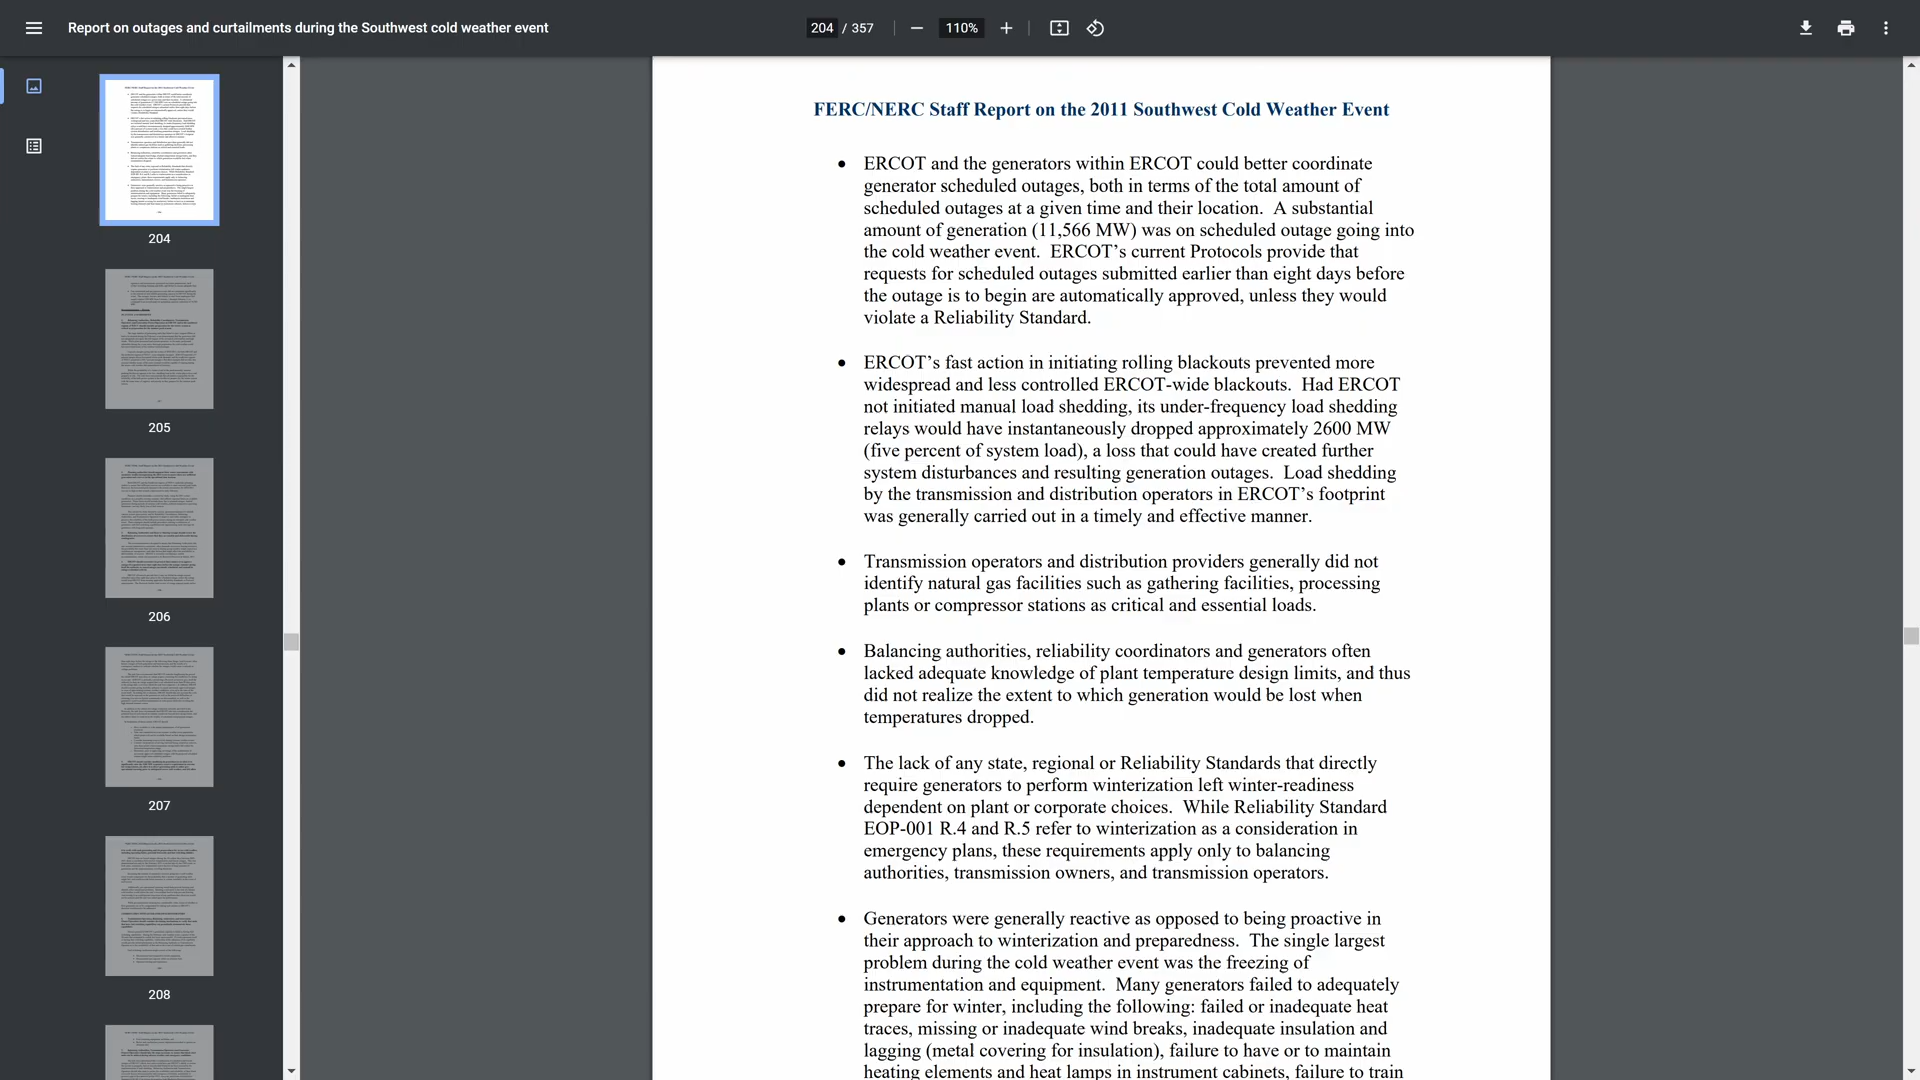 Report on outages and curtailments during the Southwest cold weather event
204 / 357
110%
204
205
206
207
208
FERC/NERC Staff Report on the 2011 Southwest Cold Weather Event
• ERCOT and the generators within ERCOT could better coordinate
generator scheduled outages, both in terms of the total amount of
scheduled outages at a given time and their location.  A substantial
amount of generation (11,566 MW) was on scheduled outage going into
the cold weather event.  ERCOT’s current Protocols provide that
requests for scheduled outages submitted earlier than eight days before
the outage is to begin are automatically approved, unless they would
violate a Reliability Standard.
• ERCOT’s fast action in initiating rolling blackouts prevented more
widespread and less controlled ERCOT-wide blackouts.  Had ERCOT
not initiated manual load shedding, its under-frequency load shedding
relays would have instantaneously dropped approximately 2600 MW
(five percent of system load), a loss that could have created further
system disturbances and resulting generation outages.  Load shedding
by the transmission and distribution operators in ERCOT’s footprint
was generally carried out in a timely and effective manner.
• Transmission operators and distribution providers generally did not
identify natural gas facilities such as gathering facilities, processing
plants or compressor stations as critical and essential loads.
• Balancing authorities, reliability coordinators and generators often
lacked adequate knowledge of plant temperature design limits, and thus
did not realize the extent to which generation would be lost when
temperatures dropped.
• The lack of any state, regional or Reliability Standards that directly
require generators to perform winterization left winter-readiness
dependent on plant or corporate choices.  While Reliability Standard
EOP-001 R.4 and R.5 refer to winterization as a consideration in
emergency plans, these requirements apply only to balancing
authorities, transmission owners, and transmission operators.
• Generators were generally reactive as opposed to being proactive in
their approach to winterization and preparedness.  The single largest
problem during the cold weather event was the freezing of
instrumentation and equipment.  Many generators failed to adequately
prepare for winter, including the following: failed or inadequate heat
traces, missing or inadequate wind breaks, inadequate insulation and
lagging (metal covering for insulation), failure to have or to maintain
heating elements and heat lamps in instrument cabinets, failure to train